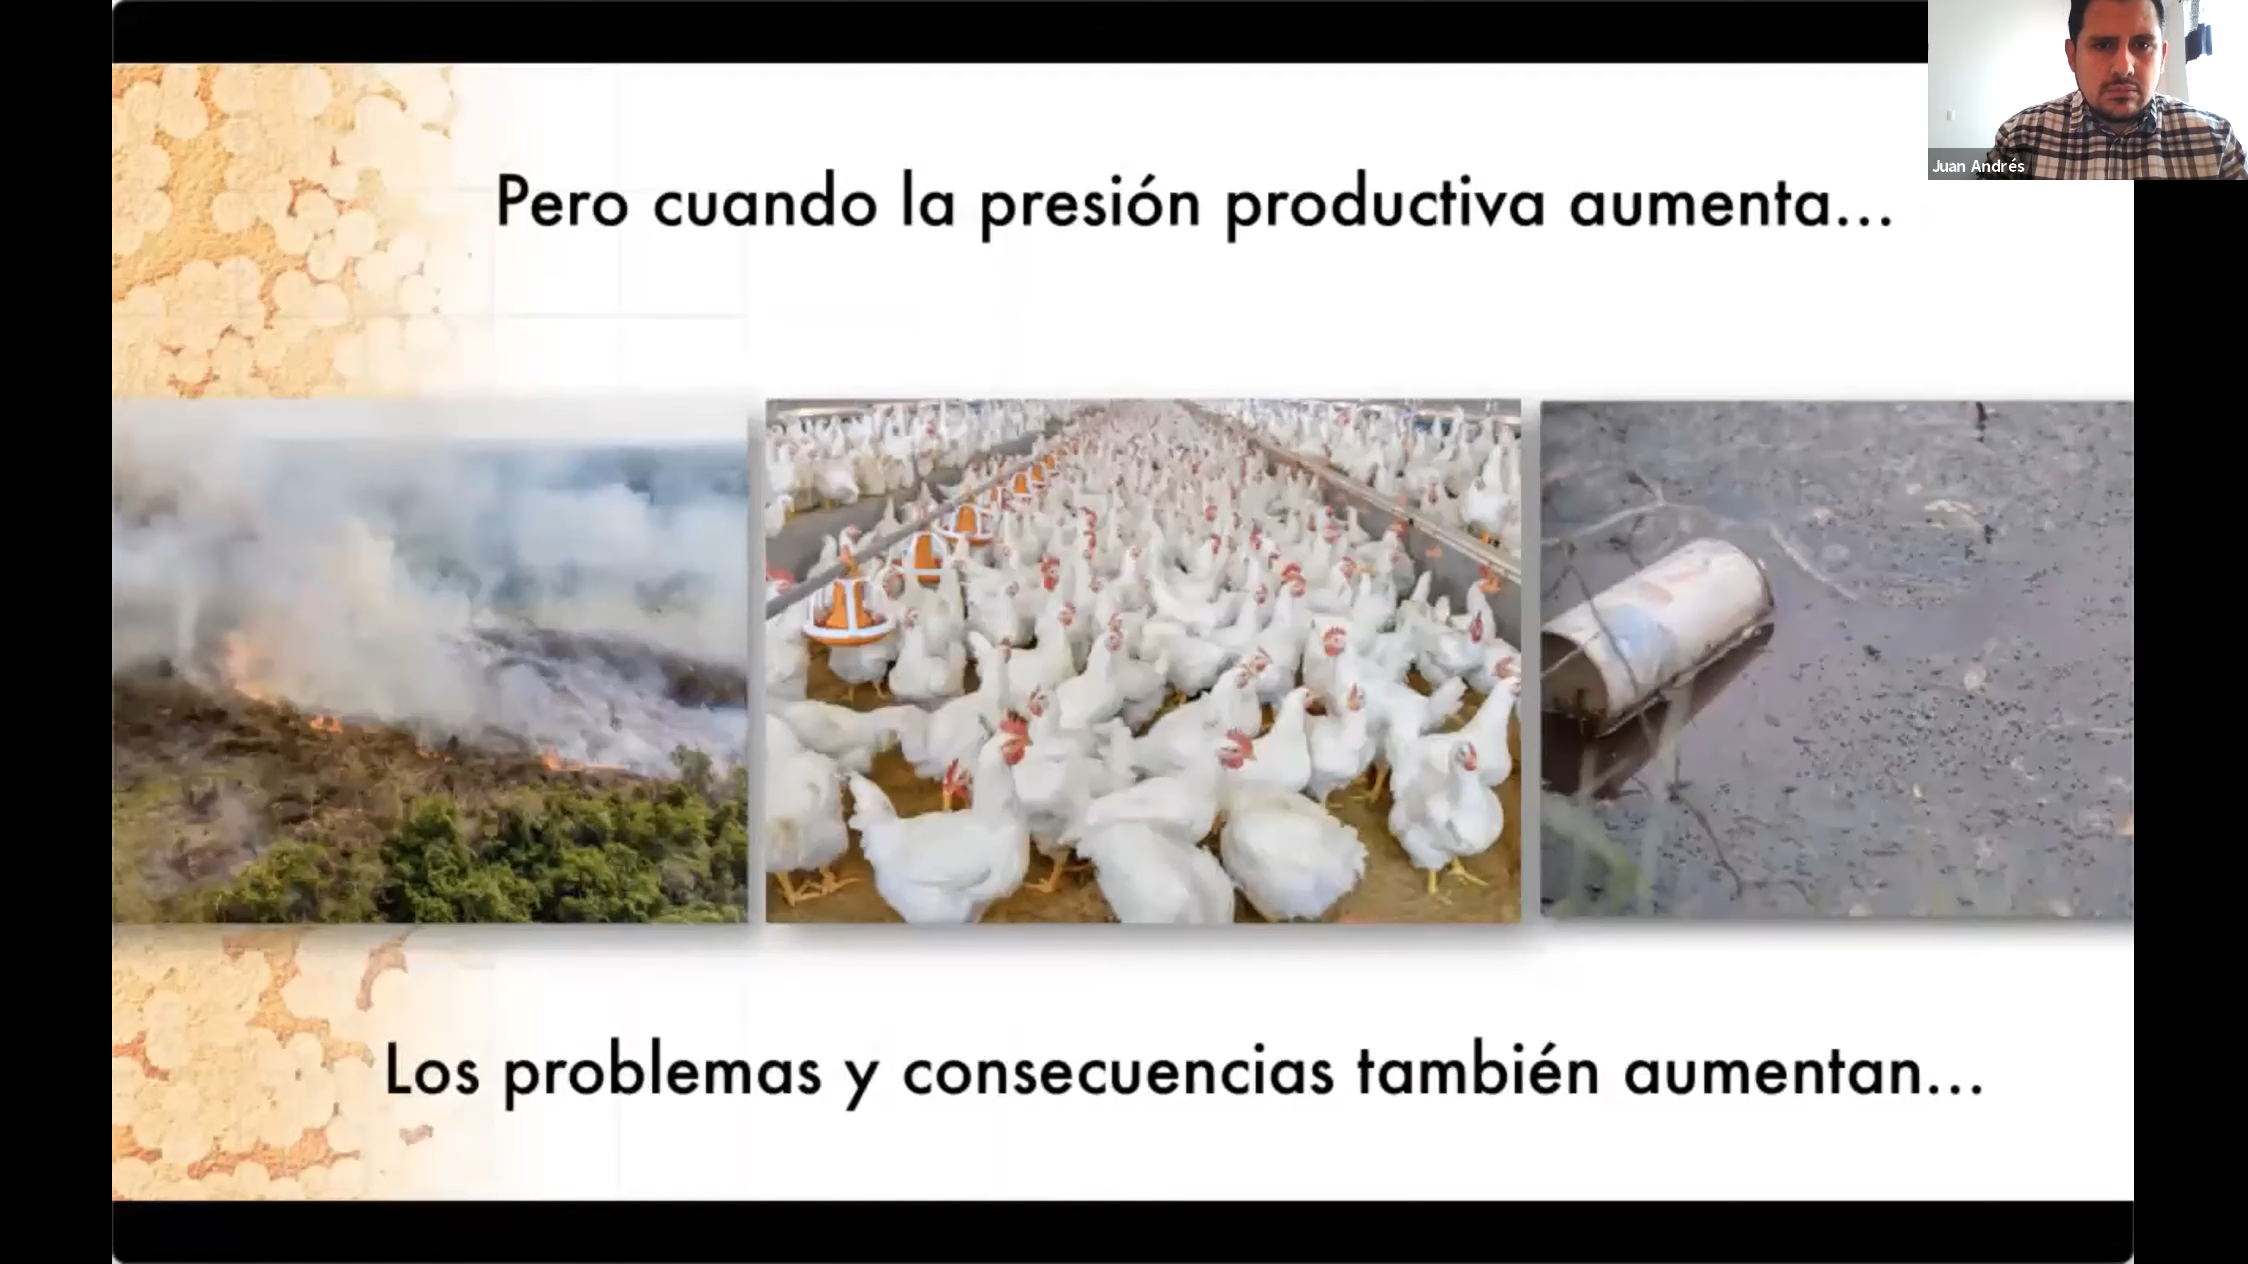 Pero cuando la presión productiva aumenta...
Juan Andrés
Los problemas y consecuencias también aumentan...